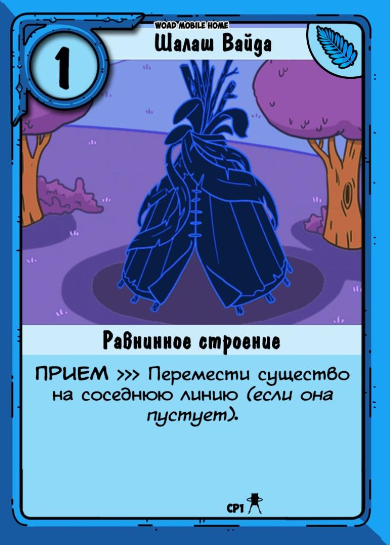 WOAD MOBILE HOME
1
Шалаш Вайда
Равнинное строение
ПРИЕМ >>> Перемести существо
на соседнюю линию (если она
пустует).
CP1